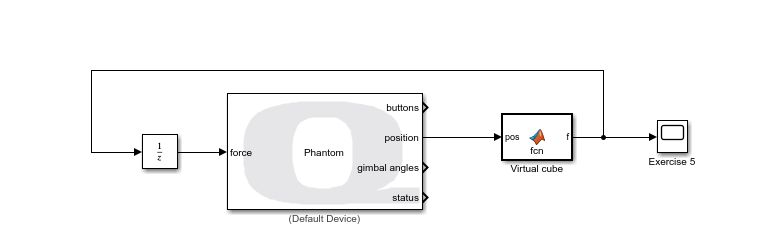 buttons
1
z
force
Phantom
position
gimbal angles
status
(Default Device)
pos
f
fcn
Virtual cube
Exercise 5